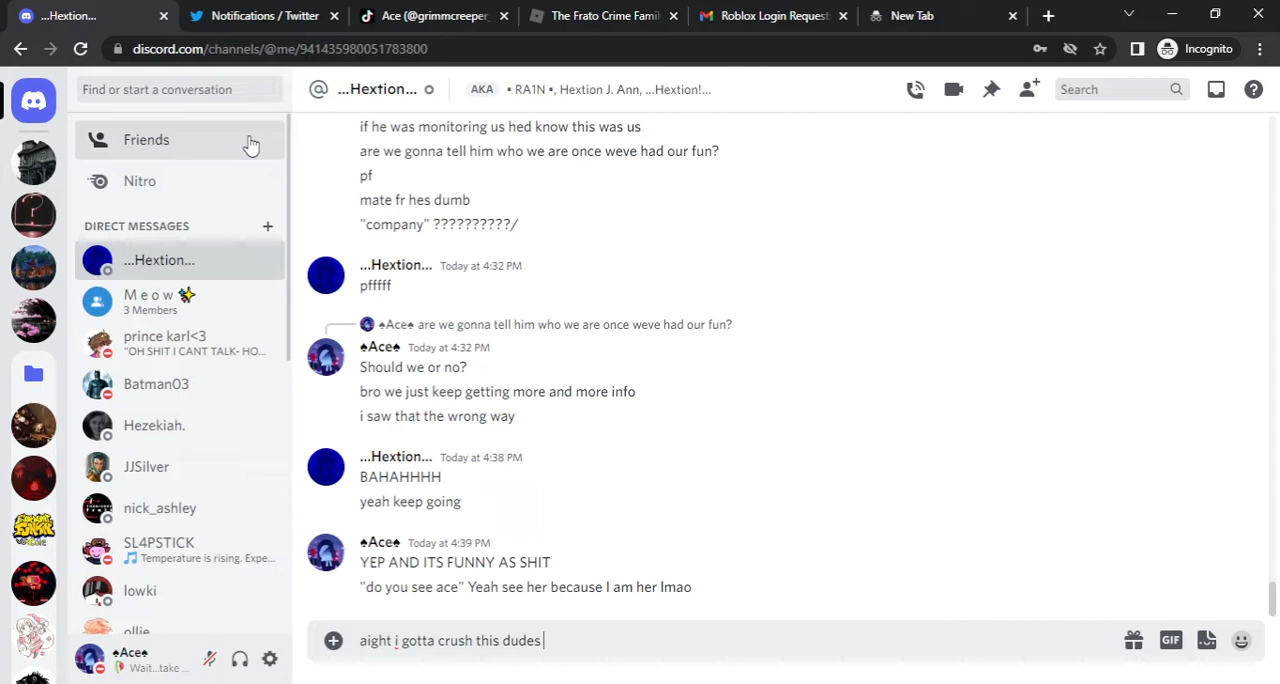 ...Hextion...
Notifications / Twitter
Ace (@grimmcreeper_
The Frato Crime Famil
Gmail Roblox Login Request
New Tab
discord.com/channels/@me/941435980051783800
Incognito
Find or start a conversation
...Hextion...
AKA
• RA1N •, Hextion J. Ann, ...Hextion!...
Search
Friends
Nitro
DIRECT MESSAGES
...Hextion...
M e o w ✨
3 Members
prince karl<3
"OH SHIT I CANT TALK- HO...
Batman03
Hezekiah.
JJSilver
nick_ashley
SL4PSTICK
🎵 Temperature is rising. Expe...
lowki
ollie
♠Ace♠
Wait...take ...
if he was monitoring us hed know this was us
are we gonna tell him who we are once weve had our fun?
pf
mate fr hes dumb
"company" ??????????/
...Hextion... Today at 4:32 PM
pfffff
♠Ace♠ are we gonna tell him who we are once weve had our fun?
♠Ace♠ Today at 4:32 PM
Should we or no?
bro we just keep getting more and more info
i saw that the wrong way
...Hextion... Today at 4:38 PM
BAHAHHHH
yeah keep going
♠Ace♠ Today at 4:39 PM
YEP AND ITS FUNNY AS SHIT
"do you see ace" Yeah see her because I am her lmao
aight i gotta crush this dudes
GIF